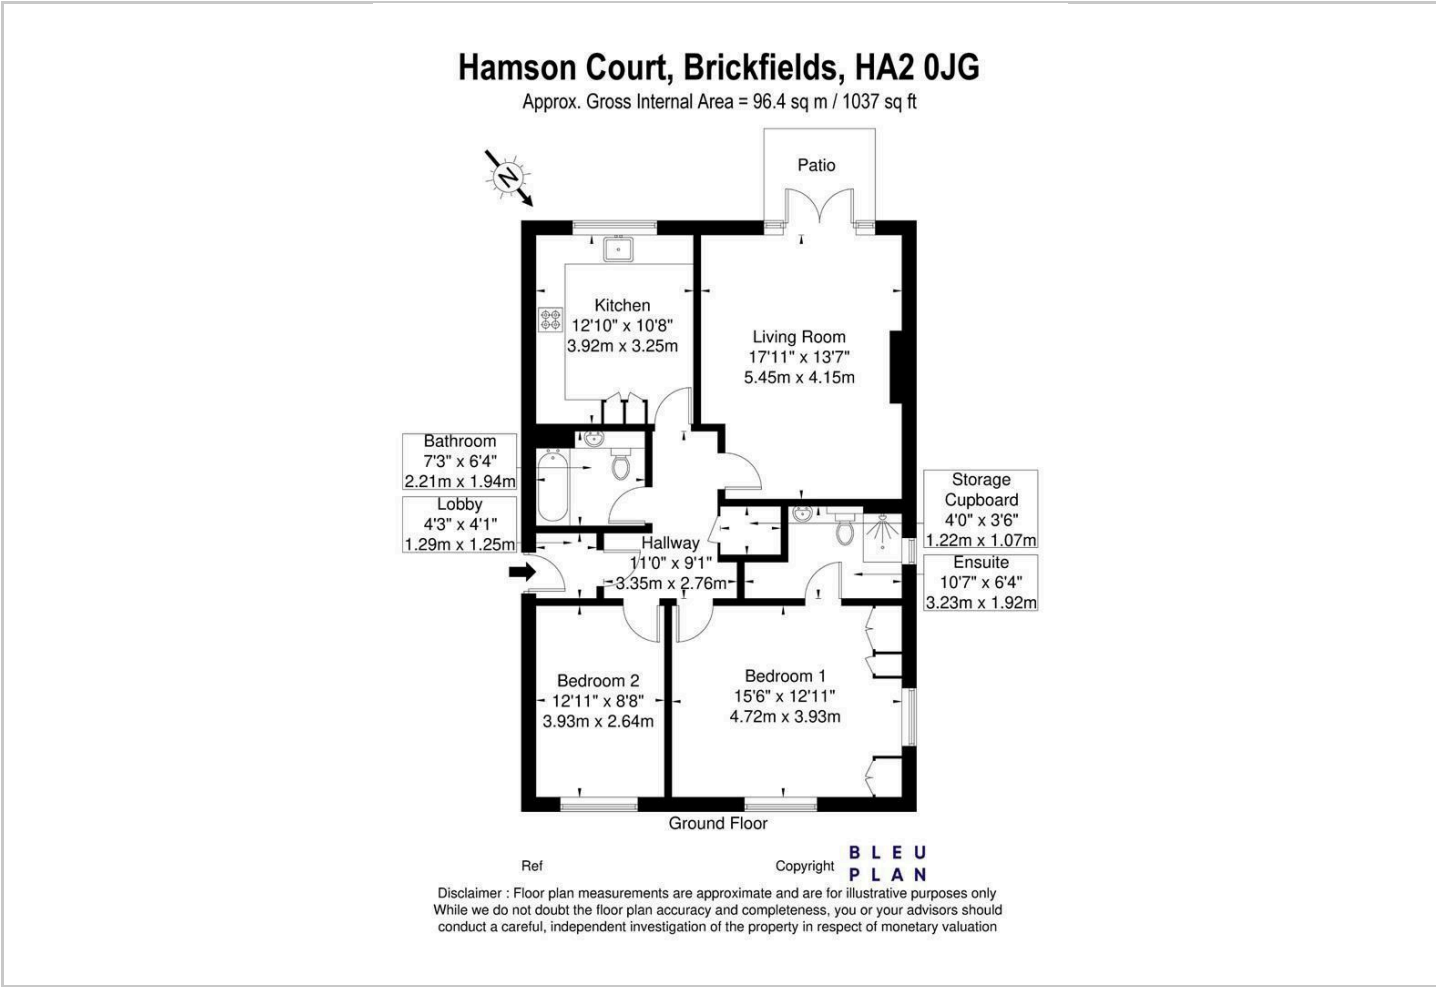 Hamson Court, Brickfields, HA2 0JG
Approx. Gross Internal Area = 96.4 sq m / 1037 sq ft
Patio
N
Kitchen
12'10" x 10'8"
3.92m x 3.25m
Living Room
17'11" x 13'7"
5.45m x 4.15m
Bathroom
7'3" x 6'4"
2.21m x 1.94m
Lobby
4'3" x 4'1"
1.29m x 1.25m
Storage
Cupboard
4'0" x 3'6"
1.22m x 1.07m
Hallway
11'0" x 9'1"
3.35m x 2.76m
Ensuite
10'7" x 6'4"
3.23m x 1.92m
Bedroom 2
12'11" x 8'8"
3.93m x 2.64m
Bedroom 1
15'6" x 12'11"
4.72m x 3.93m
Ground Floor
Ref
Copyright
BLEU
PLAN
Disclaimer : Floor plan measurements are approximate and are for illustrative purposes only
While we do not doubt the floor plan accuracy and completeness, you or your advisors should
conduct a careful, independent investigation of the property in respect of monetary valuation